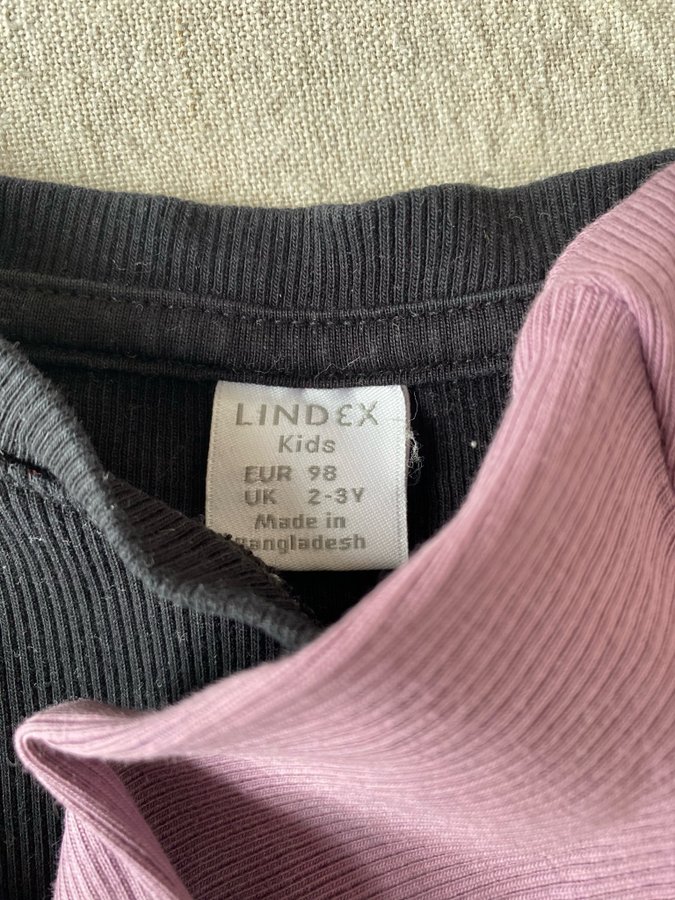 LINDEX
Kids
EUR 98
UK 2-3Y
Made in
Bangladesh